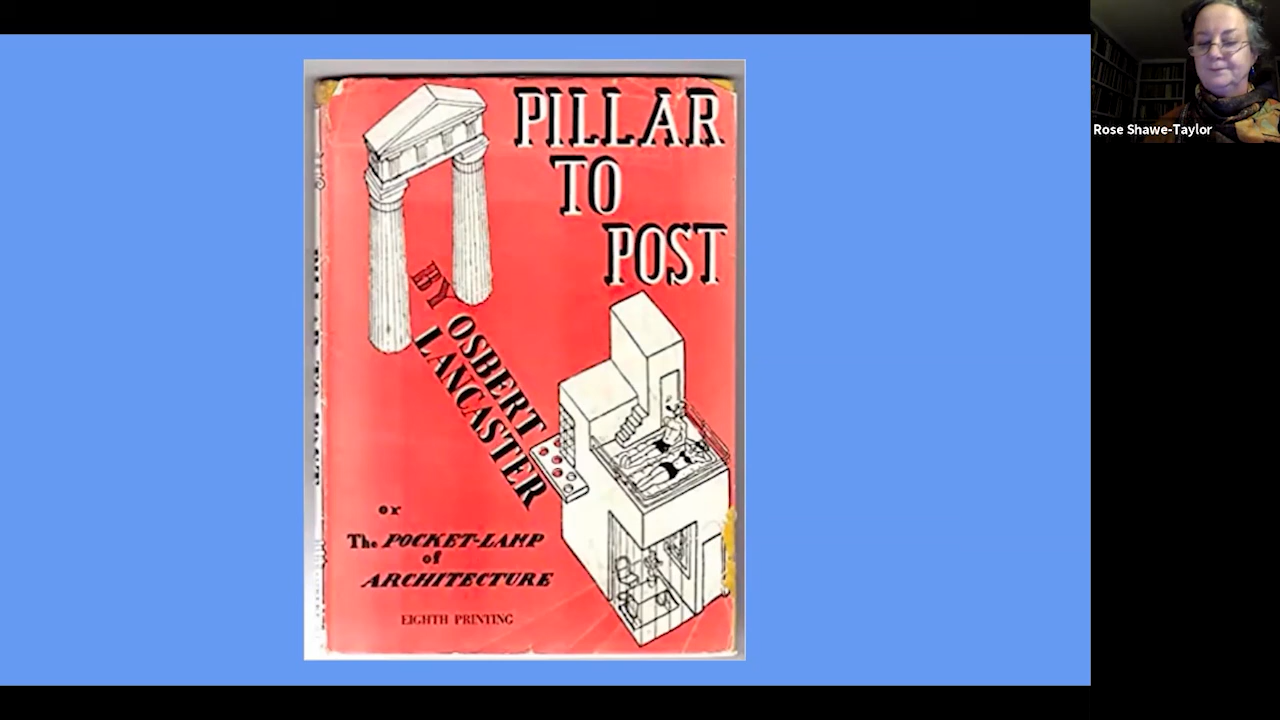 PILLAR
TO
POST
BY
OSBERT
LANCASTER
or
The POCKET-LAMP
of
ARCHITECTURE
EIGHTH PRINTING
Rose Shawe-Taylor